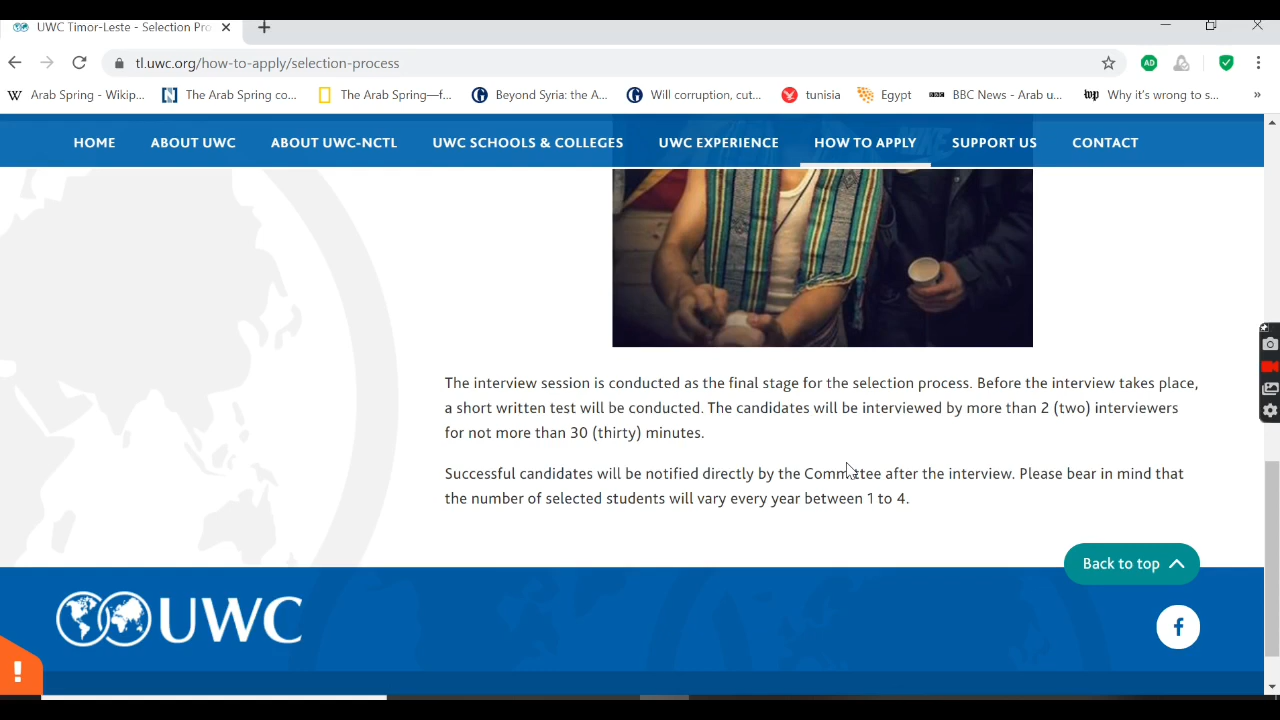 UWC Timor-Leste - Selection Pro
tl.uwc.org/how-to-apply/selection-process
AD
W Arab Spring - Wikip... N The Arab Spring co... The Arab Spring—f... Beyond Syria: the A... Will corruption, cut... tunisia Egypt BBC BBC News - Arab u... wp Why it's wrong to s... »
HOME ABOUT UWC ABOUT UWC-NCTL UWC SCHOOLS & COLLEGES UWC EXPERIENCE HOW TO APPLY SUPPORT US CONTACT
The interview session is conducted as the final stage for the selection process. Before the interview takes place,
a short written test will be conducted. The candidates will be interviewed by more than 2 (two) interviewers
for not more than 30 (thirty) minutes.
Successful candidates will be notified directly by the Committee after the interview. Please bear in mind that
the number of selected students will vary every year between 1 to 4.
Back to top
UWC
f
!